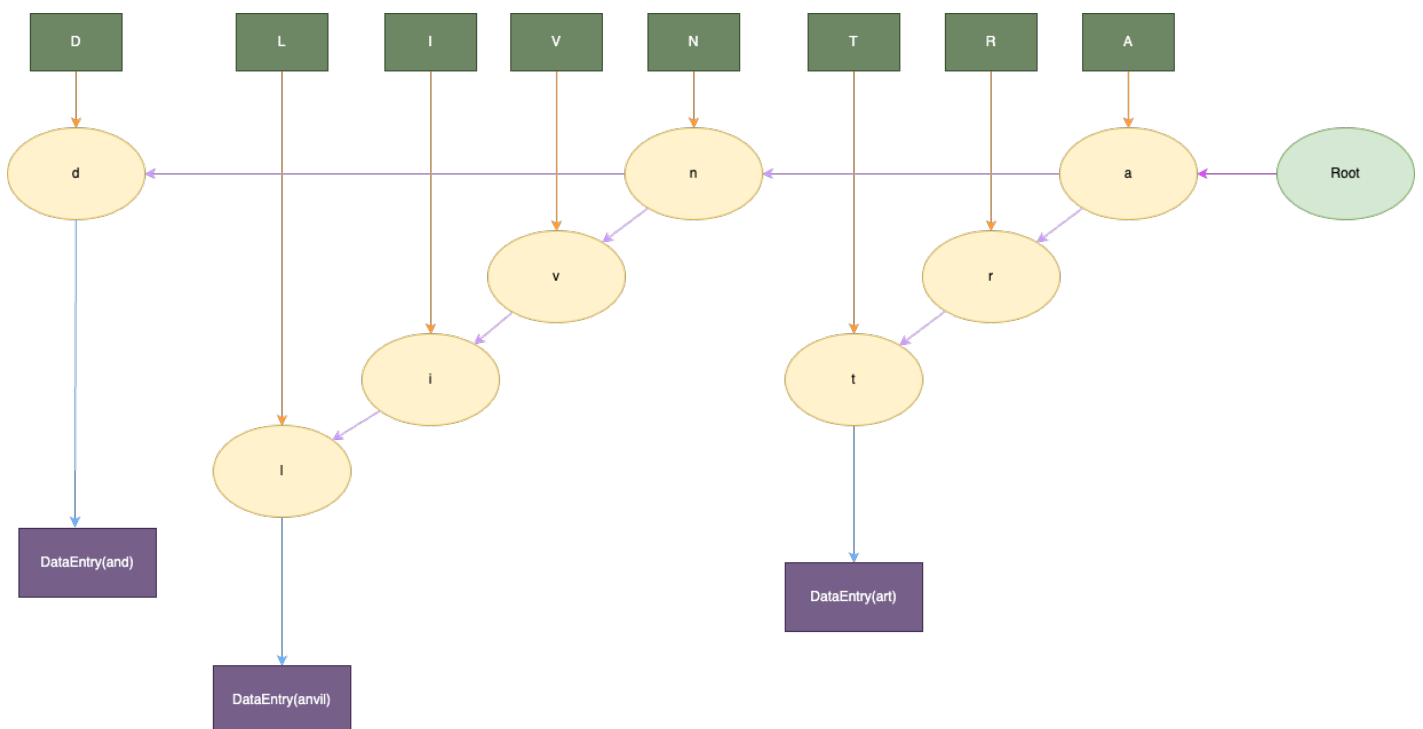 D
L
I
V
N
T
R
A
d
n
a
Root
v
r
i
t
l
DataEntry(and)
DataEntry(art)
DataEntry(anvil)